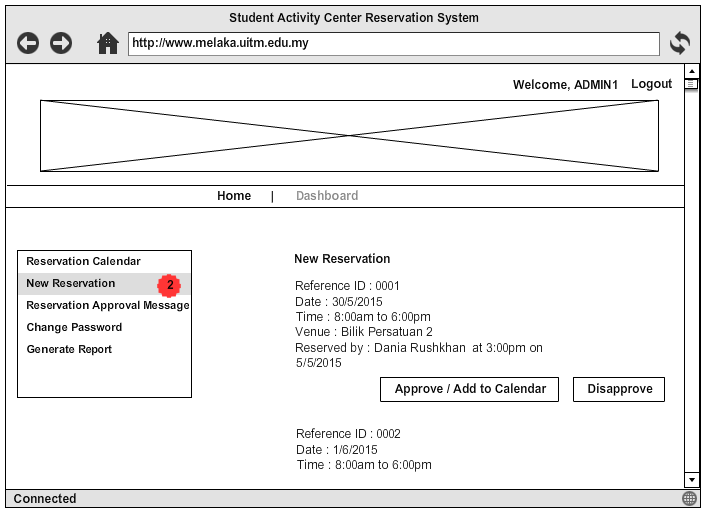 Student Activity Center Reservation System
http://www.melaka.uitm.edu.my
Welcome, ADMIN1 Logout
Home | Dashboard
Reservation Calendar
New Reservation 2
Reservation Approval Message
Change Password
Generate Report
New Reservation
Reference ID : 0001
Date : 30/5/2015
Time : 8:00am to 6:00pm
Venue : Bilik Persatuan 2
Reserved by : Dania Rushkhan at 3:00pm on
5/5/2015
Approve / Add to Calendar Disapprove
Reference ID : 0002
Date : 1/6/2015
Time : 8:00am to 6:00pm
Connected